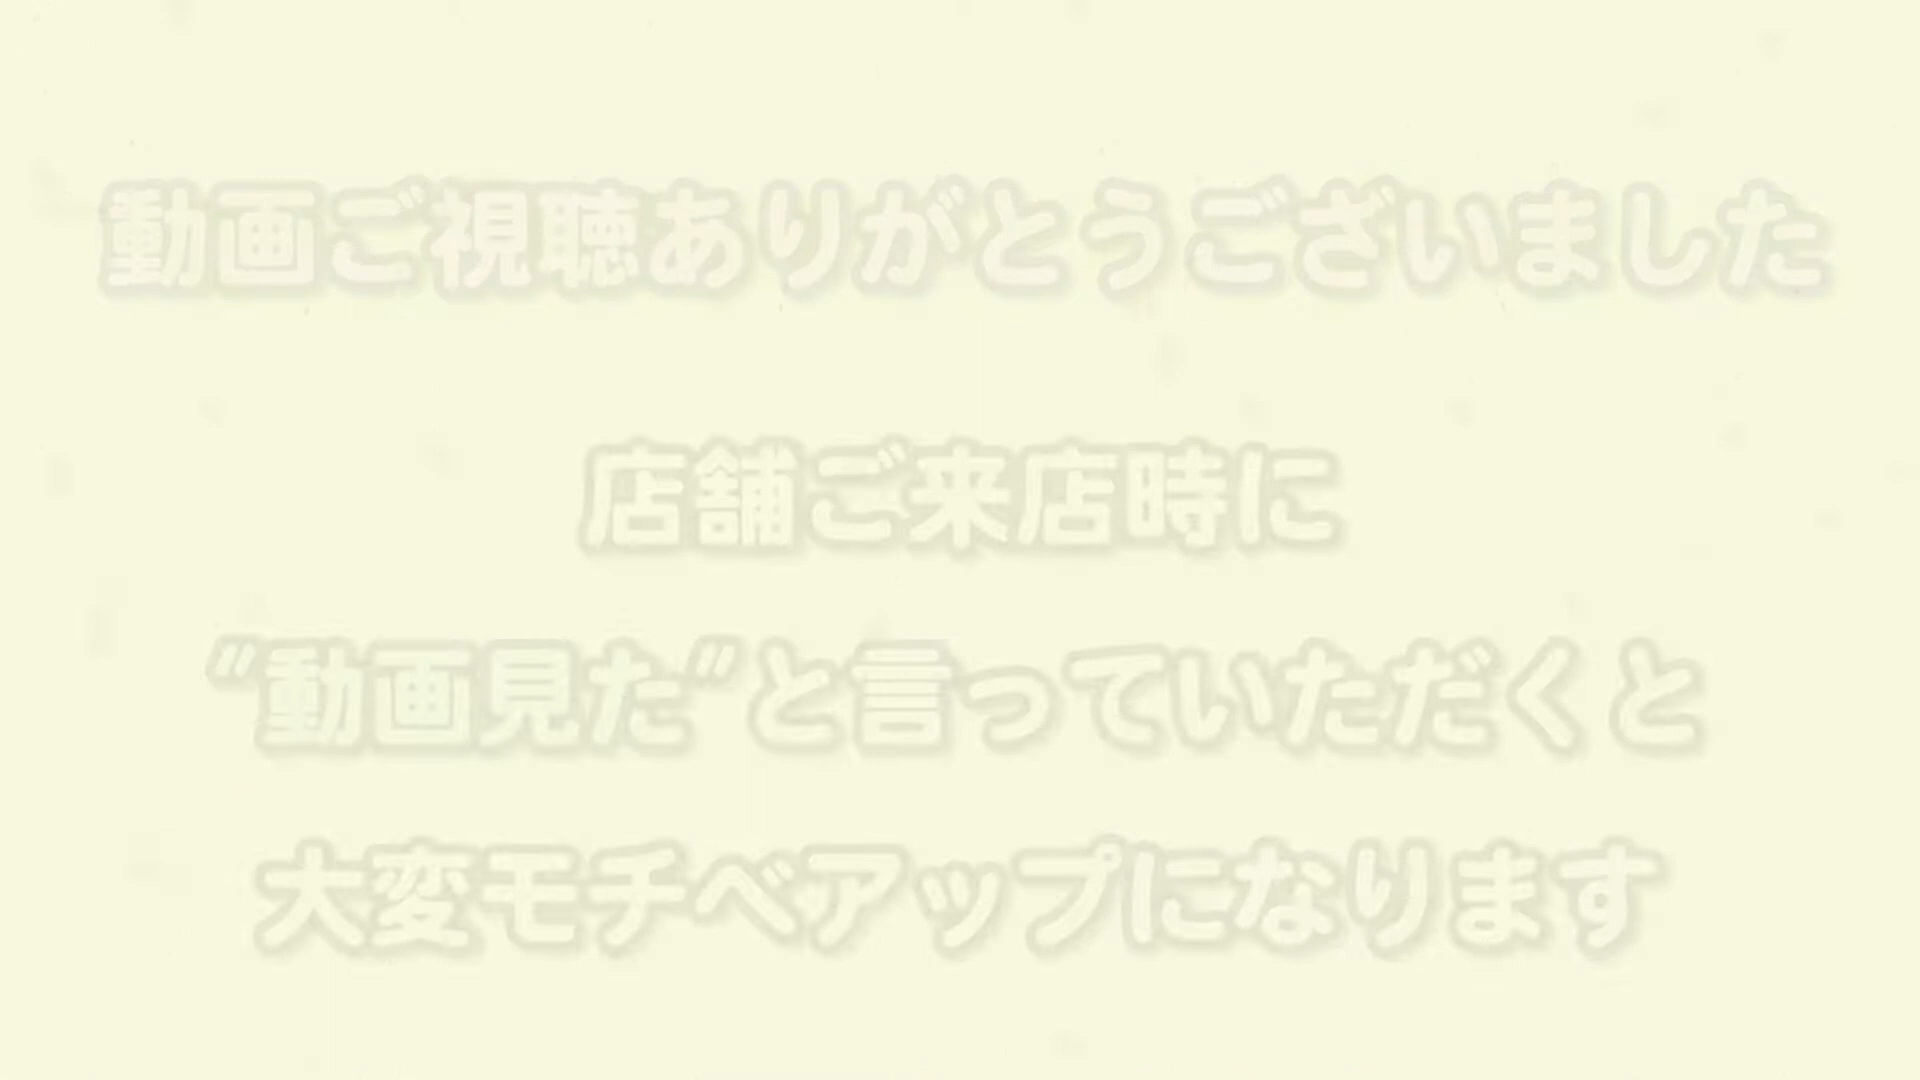 動画ご視聴ありがとうございました
店舗ご来店時に
"動画見た"と言っていただくと
大変モチベアップになります